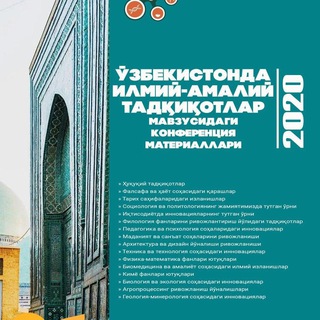 ЎЗБЕКИСТОНДА
ИЛМИЙ-АМАЛИЙ
ТАДҚИҚОТЛАР
МАВЗУСИДАГИ
КОНФЕРЕНЦИЯ
МАТЕРИАЛЛАРИ
2020
» Ҳуқуқий тадқиқотлар
» Фалсафа ва ҳаёт соҳасидаги қарашлар
» Тарих саҳифаларидаги изланишлар
» Социология ва политологиянинг жамиятимизда тутган ўрни
» Иқтисодиётда инновацияларнинг тутган ўрни
» Филология фанларини ривожлантириш йўлидаги тадқиқотлар
» Педагогика ва психология соҳаларидаги инновациялар
» Маданият ва санъат соҳаларини ривожланиши
» Архитектура ва дизайн йўналиши ривожланиши
» Техника ва технология соҳасидаги инновациялар
» Физика-математика фанлари ютуқлари
» Биомедицина ва амалиёт соҳасидаги илмий изланишлар
» Кимё фанлари ютуқлари
» Биология ва экология соҳасидаги инновациялар
» Агропроцессинг ривожланиш йўналишлари
» Геология-минерология соҳасидаги инновациялар